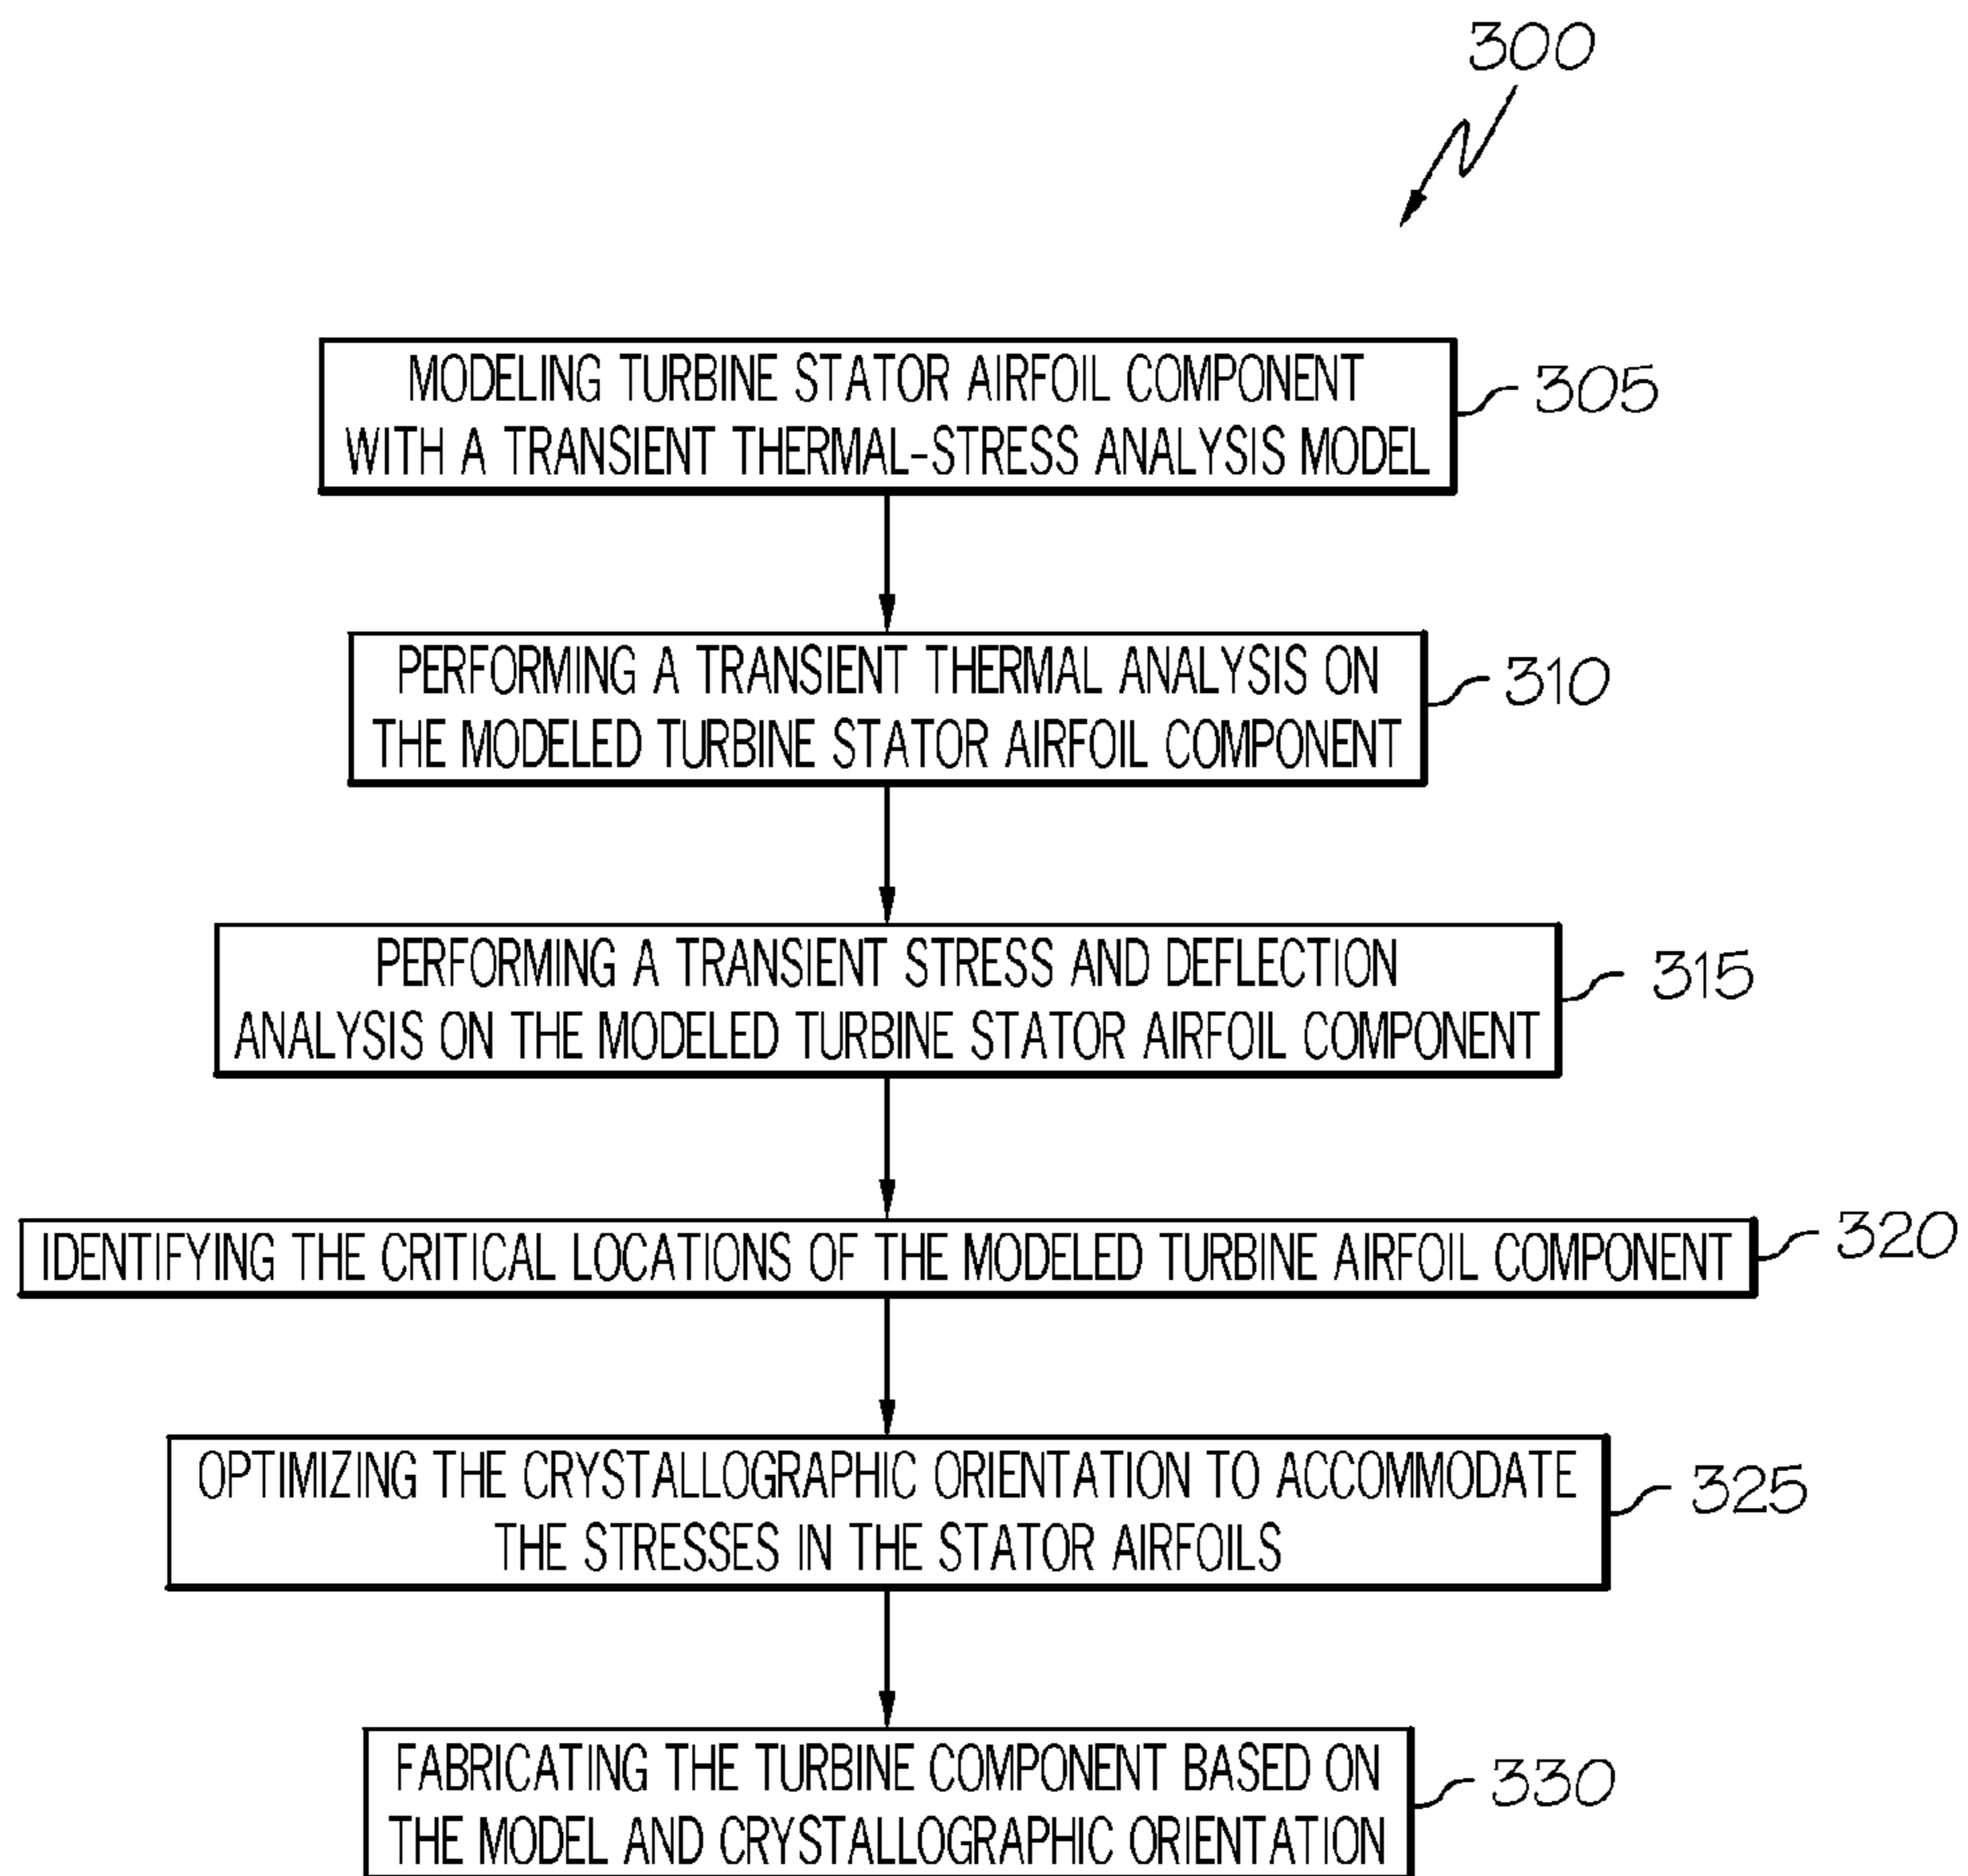 300
MODELING TURBINE STATOR AIRFOIL COMPONENT
WITH A TRANSIENT THERMAL-STRESS ANALYSIS MODEL
305
PERFORMING A TRANSIENT THERMAL ANALYSIS ON
THE MODELED TURBINE STATOR AIRFOIL COMPONENT
310
PERFORMING A TRANSIENT STRESS AND DEFLECTION
ANALYSIS ON THE MODELED TURBINE STATOR AIRFOIL COMPONENT
315
IDENTIFYING THE CRITICAL LOCATIONS OF THE MODELED TURBINE AIRFOIL COMPONENT
320
OPTIMIZING THE CRYSTALLOGRAPHIC ORIENTATION TO ACCOMMODATE
THE STRESSES IN THE STATOR AIRFOILS
325
FABRICATING THE TURBINE COMPONENT BASED ON
THE MODEL AND CRYSTALLOGRAPHIC ORIENTATION
330